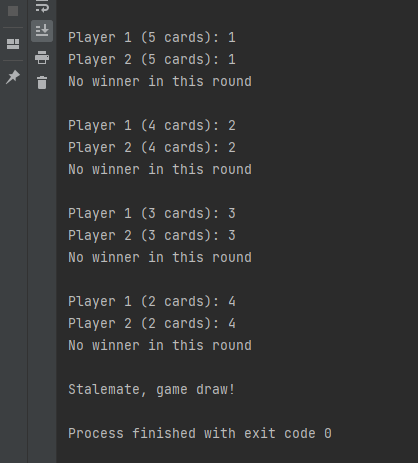 Player 1 (5 cards): 1
Player 2 (5 cards): 1
No winner in this round
Player 1 (4 cards): 2
Player 2 (4 cards): 2
No winner in this round
Player 1 (3 cards): 3
Player 2 (3 cards): 3
No winner in this round
Player 1 (2 cards): 4
Player 2 (2 cards): 4
No winner in this round
Stalemate, game draw!
Process finished with exit code 0